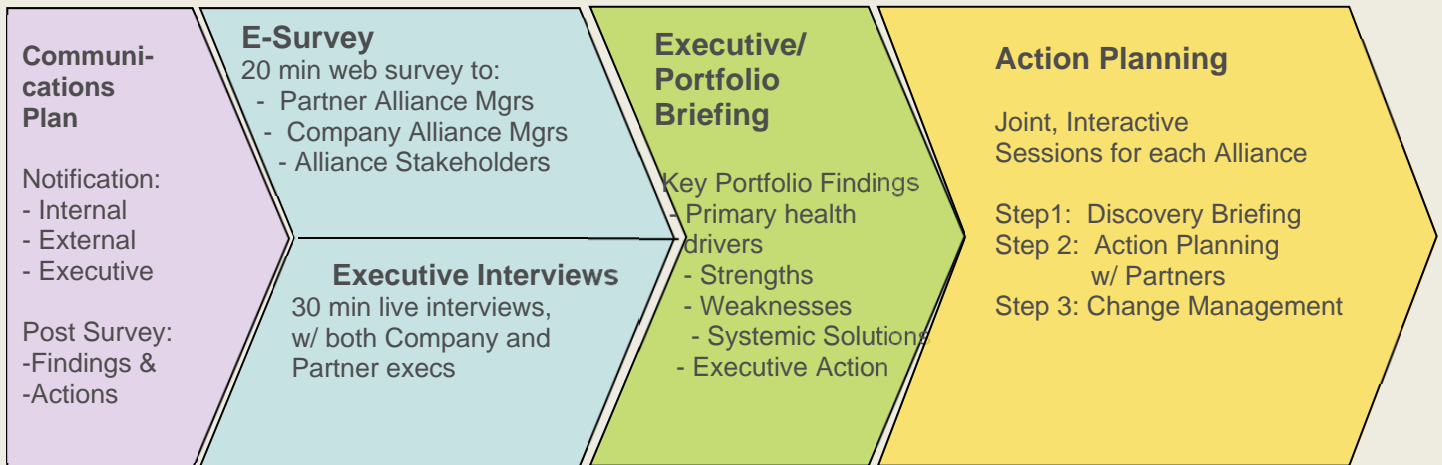 Communi-
cations
Plan
Notification:
- Internal
- External
- Executive
Post Survey:
-Findings &
-Actions
E-Survey
20 min web survey to:
- Partner Alliance Mgrs
- Company Alliance Mgrs
- Alliance Stakeholders
Executive Interviews
30 min live interviews,
w/ both Company and
Partner execs
Executive/
Portfolio
Briefing
Key Portfolio Findings
- Primary health
drivers
- Strengths
- Weaknesses
- Systemic Solutions
- Executive Action
Action Planning
Joint, Interactive
Sessions for each Alliance
Step1: Discovery Briefing
Step 2: Action Planning
w/ Partners
Step 3: Change Management